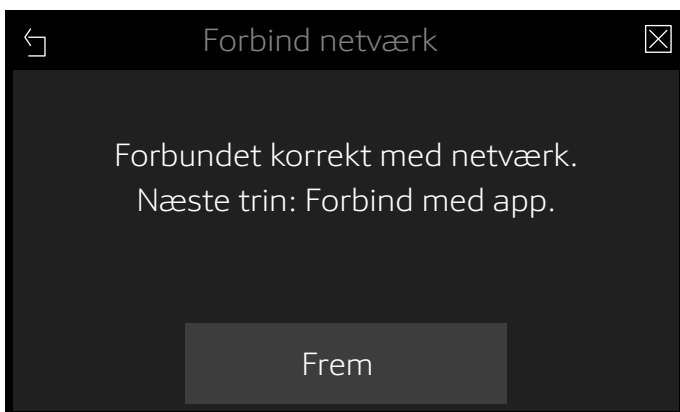 Forbind netværk
Forbundet korrekt med netværk.
Næste trin: Forbind med app.
Frem